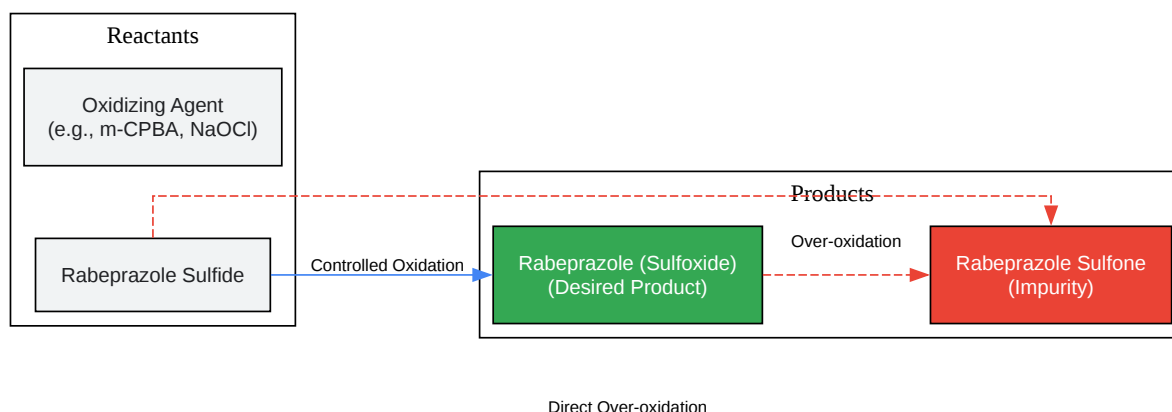 Reactants
Oxidizing Agent
(e.g., m-CPBA, NaOCl)
Rabeprazole Sulfide
Controlled Oxidation
Products
Rabeprazole (Sulfoxide)
(Desired Product)
Over-oxidation
Rabeprazole Sulfone
(Impurity)
Direct Over-oxidation